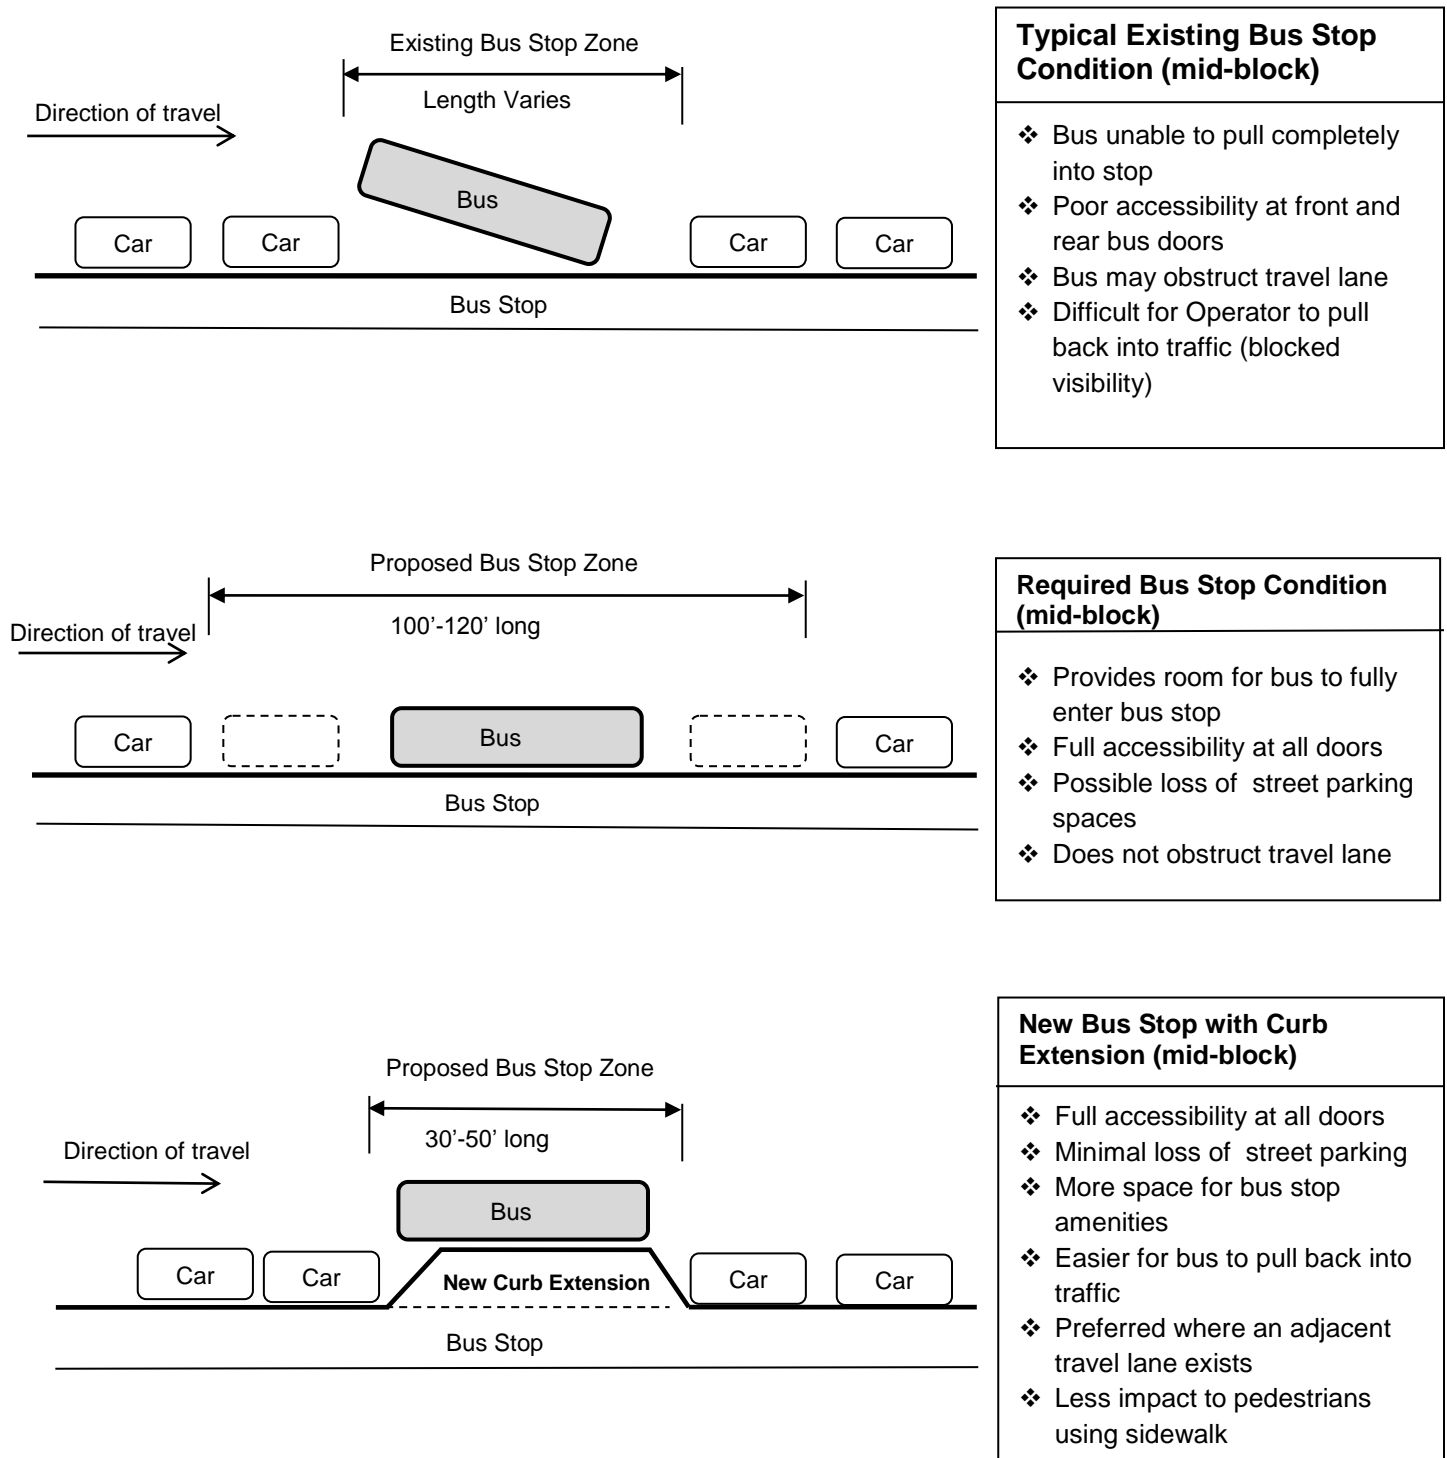 Existing Bus Stop Zone
Length Varies
Direction of travel
Bus
Car
Car
Car
Car
Bus Stop
Typical Existing Bus Stop
Condition (mid-block)
❖ Bus unable to pull completely
into stop
❖ Poor accessibility at front and
rear bus doors
❖ Bus may obstruct travel lane
❖ Difficult for Operator to pull
back into traffic (blocked
visibility)
Proposed Bus Stop Zone
100’-120’ long
Direction of travel
Car
Bus
Car
Bus Stop
Required Bus Stop Condition
(mid-block)
❖ Provides room for bus to fully
enter bus stop
❖ Full accessibility at all doors
❖ Possible loss of street parking
spaces
❖ Does not obstruct travel lane
Proposed Bus Stop Zone
30’-50’ long
Direction of travel
Bus
Car
Car
New Curb Extension
Car
Car
Bus Stop
New Bus Stop with Curb
Extension (mid-block)
❖ Full accessibility at all doors
❖ Minimal loss of street parking
❖ More space for bus stop
amenities
❖ Easier for bus to pull back into
traffic
❖ Preferred where an adjacent
travel lane exists
❖ Less impact to pedestrians
using sidewalk